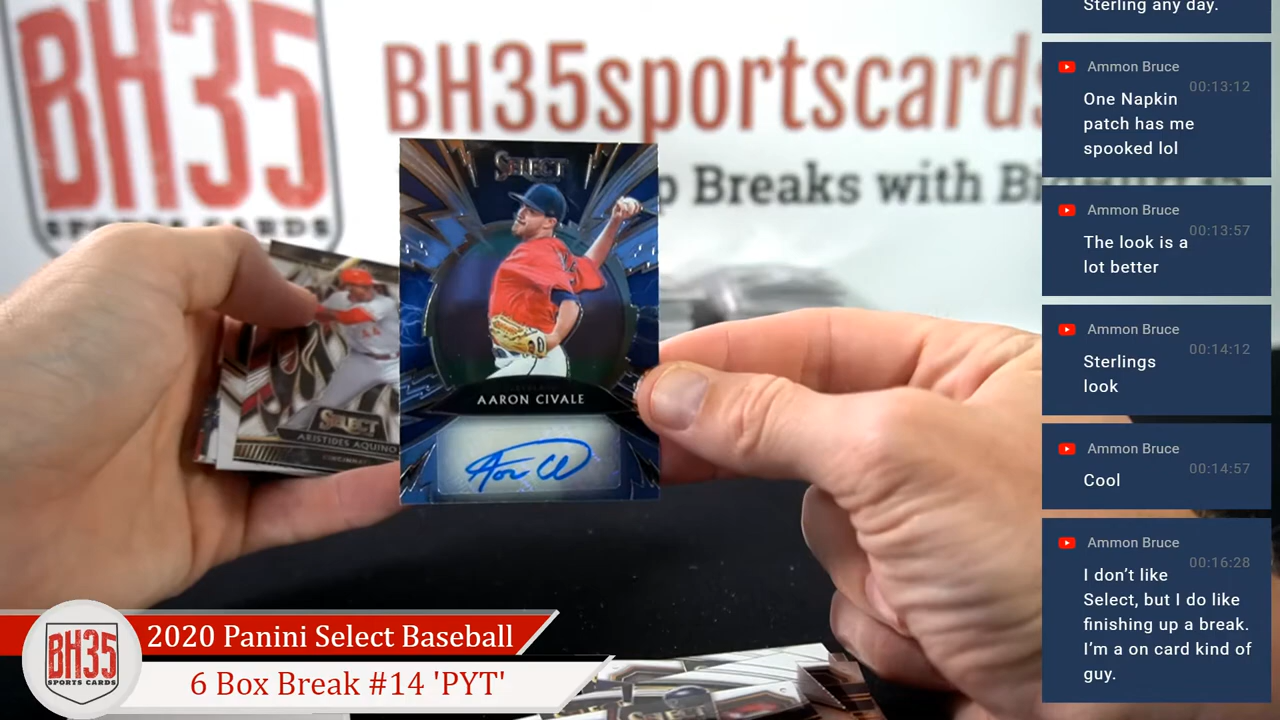 BH35
SPORTS CARDS
BH35sportscards
Breaks with
SELECT
AARON CIVALE
SELECT
ARISTIDES AQUINO
CINCINNATI
SELECT
BH35
SPORTS CARDS
2020 Panini Select Baseball
6 Box Break #14 'PYT'
Sterling any day.
Ammon Bruce
00:13:12
One Napkin
patch has me
spooked lol
Ammon Bruce
00:13:57
The look is a
lot better
Ammon Bruce
00:14:12
Sterlings
look
Ammon Bruce
00:14:57
Cool
Ammon Bruce
00:16:28
I don't like
Select, but I do like
finishing up a break.
I'm a on card kind of
guy.